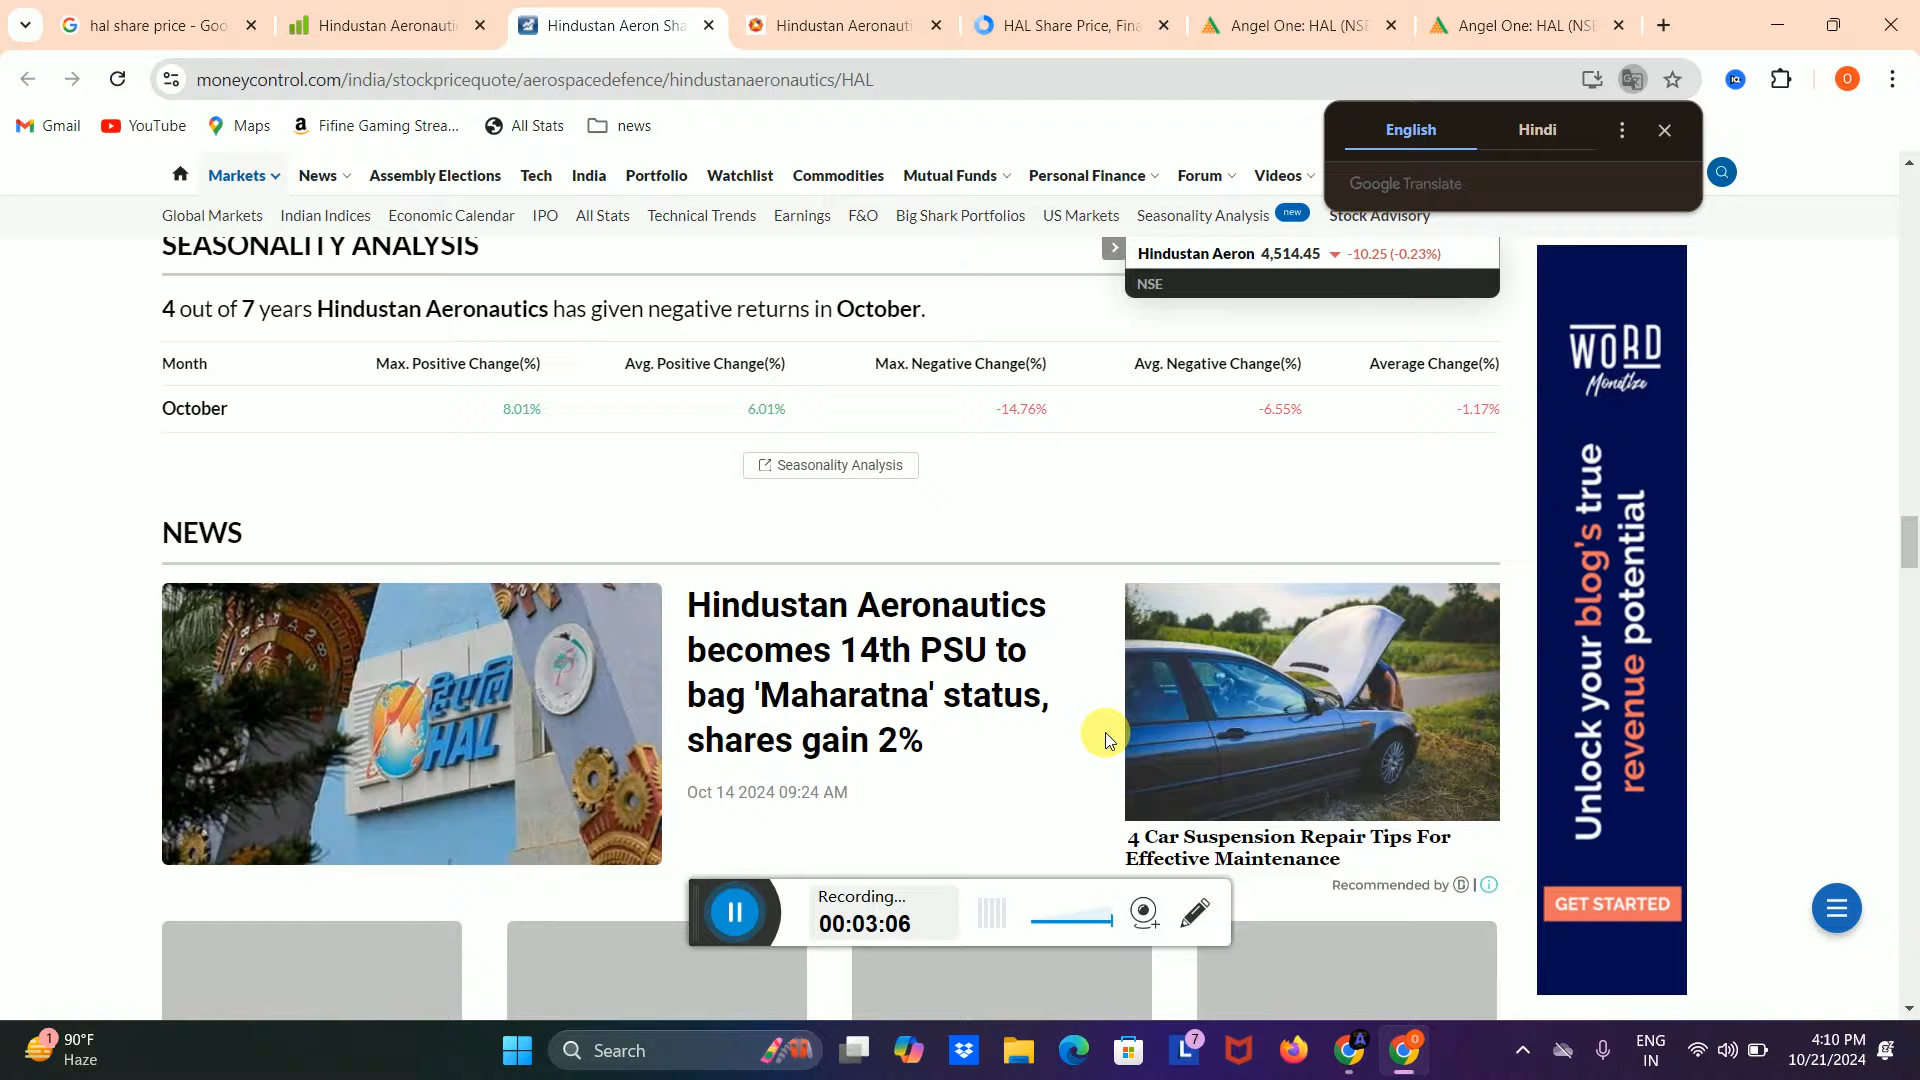 hal share price - Goo
Hindustan Aeronautic
Hindustan Aeron Sha
Hindustan Aeronauti
HAL Share Price, Fina
Angel One: HAL (NSE
Angel One: HAL (NSE
moneycontrol.com/india/stockpricequote/aerospacedefence/hindustanaeronautics/HAL
O
Gmail
YouTube
Maps
Fifine Gaming Strea...
All Stats
news
English
Hindi
Google Translate
Markets
News
Assembly Elections
Tech
India
Portfolio
Watchlist
Commodities
Mutual Funds
Personal Finance
Forum
Videos
Global Markets
Indian Indices
Economic Calendar
IPO
All Stats
Technical Trends
Earnings
F&O
Big Shark Portfolios
US Markets
Seasonality Analysis
new
Stock Advisory
SEASONALITY ANALYSIS
Hindustan Aeron 4,514.45 -10.25 (-0.23%)
NSE
4 out of 7 years Hindustan Aeronautics has given negative returns in October.
Month Max. Positive Change(%) Avg. Positive Change(%) Max. Negative Change(%) Avg. Negative Change(%) Average Change(%)
October 8.01% 6.01% -14.76% -6.55% -1.17%
Seasonality Analysis
NEWS
एचएएल
HAL
Hindustan Aeronautics
becomes 14th PSU to
bag 'Maharatna' status,
shares gain 2%
Oct 14 2024 09:24 AM
4 Car Suspension Repair Tips For
Effective Maintenance
Recommended by
WORD
Monetize
Unlock your blog's true
revenue potential
GET STARTED
Recording...
00:03:06
1
90°F
Haze
Search
7
O
ENG
IN
4:10 PM
10/21/2024